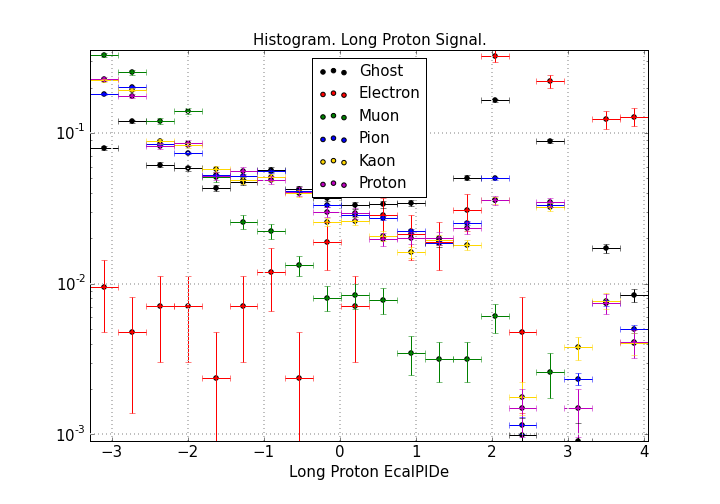 Histogram. Long Proton Signal.
Ghost
Electron
Muon
Pion
Kaon
Proton
10⁻¹
10⁻²
10⁻³
−3 −2 −1 0 1 2 3 4
Long Proton EcalPIDe